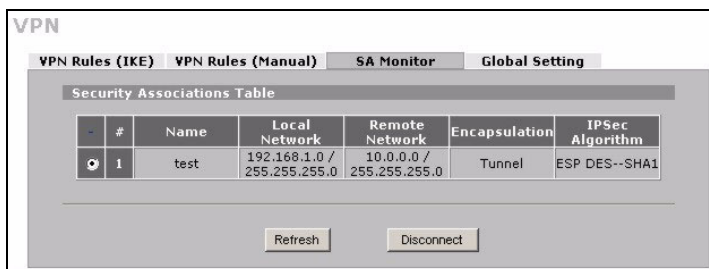 VPN
VPN Rules (IKE) VPN Rules (Manual) SA Monitor Global Setting
Security Associations Table
- # Name Local Network Remote Network Encapsulation IPSec Algorithm
1 test 192.168.1.0 / 255.255.255.0 10.0.0.0 / 255.255.255.0 Tunnel ESP DES--SHA1
Refresh Disconnect